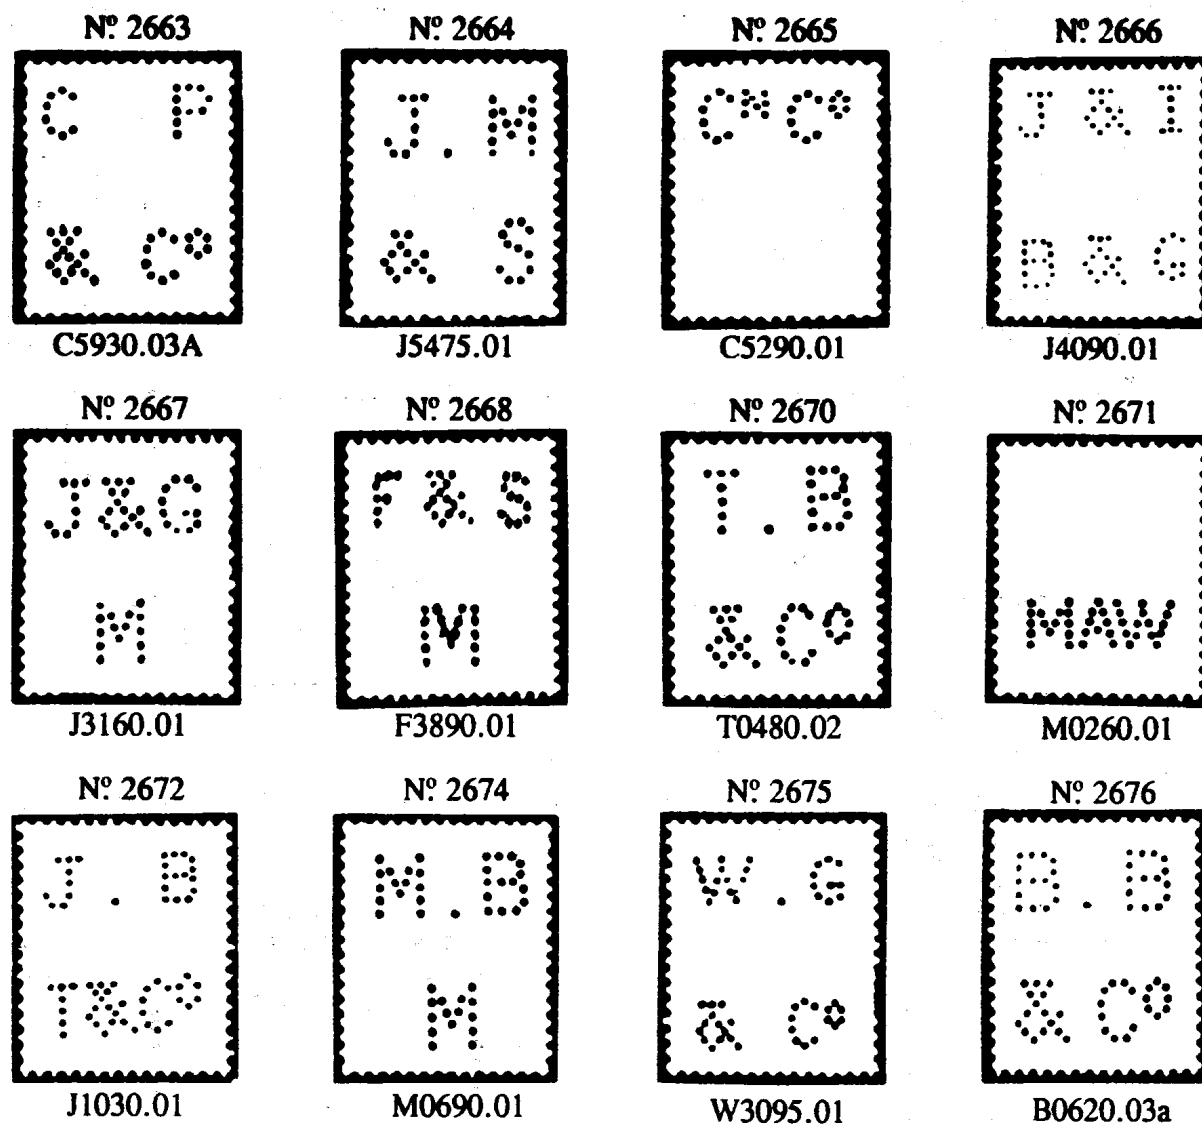 Nº 2663 Nº 2664 Nº 2665 Nº 2666
C P J . M Cᴺ Cº J & I
& Cº & S B & G
C5930.03A J5475.01 C5290.01 J4090.01
Nº 2667 Nº 2668 Nº 2670 Nº 2671
J&G F&S T . B
M M & Cº MAW
J3160.01 F3890.01 T0480.02 M0260.01
Nº 2672 Nº 2674 Nº 2675 Nº 2676
J . B M . B W . G B . B
T&Cº M & Cº & Cº
J1030.01 M0690.01 W3095.01 B0620.03a